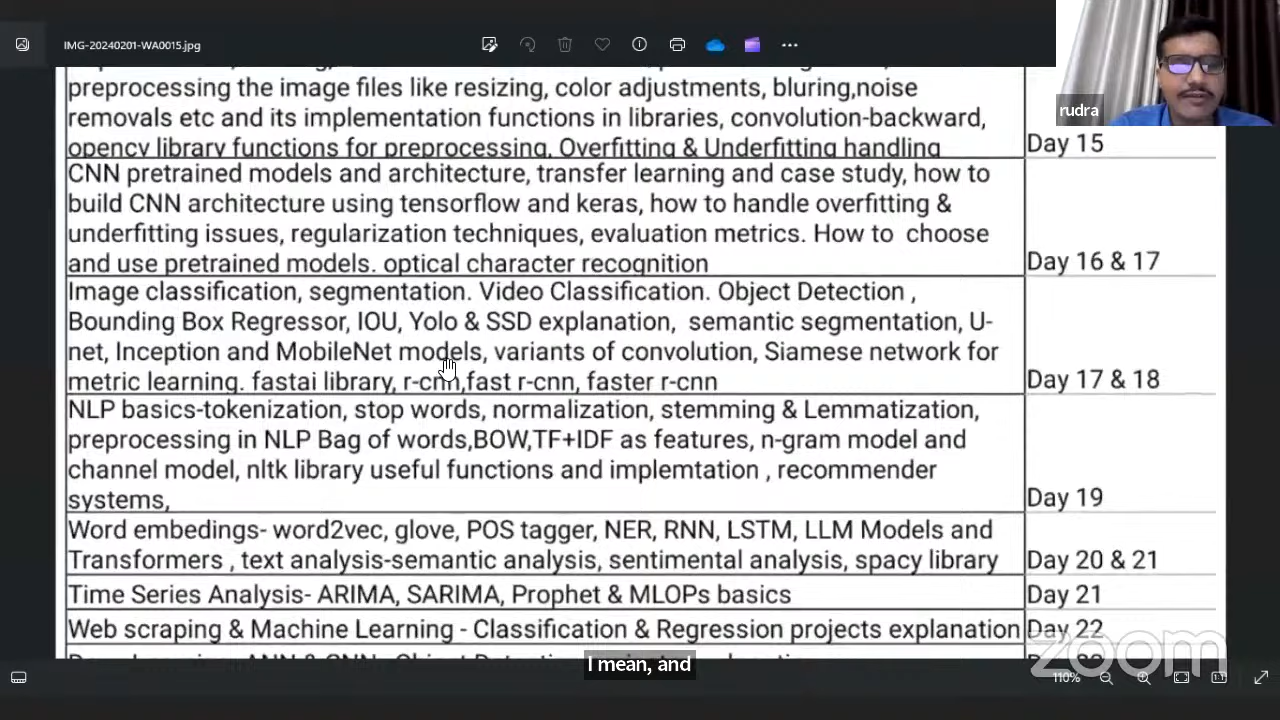 IMG-20240201-WA0015.jpg
rudra
preprocessing the image files like resizing, color adjustments, bluring,noise
removals etc and its implementation functions in libraries, convolution-backward,
opencv library functions for preprocessing, Overfitting & Underfitting handling
Day 15
CNN pretrained models and architecture, transfer learning and case study, how to
build CNN architecture using tensorflow and keras, how to handle overfitting &
underfitting issues, regularization techniques, evaluation metrics. How to choose
and use pretrained models. optical character recognition
Day 16 & 17
Image classification, segmentation. Video Classification. Object Detection ,
Bounding Box Regressor, IOU, Yolo & SSD explanation, semantic segmentation, U-
net, Inception and MobileNet models, variants of convolution, Siamese network for
metric learning. fastai library, r-cnn,fast r-cnn, faster r-cnn
Day 17 & 18
NLP basics-tokenization, stop words, normalization, stemming & Lemmatization,
preprocessing in NLP Bag of words,BOW,TF+IDF as features, n-gram model and
channel model, nltk library useful functions and implemtation , recommender
systems,
Day 19
Word embedings- word2vec, glove, POS tagger, NER, RNN, LSTM, LLM Models and
Transformers , text analysis-semantic analysis, sentimental analysis, spacy library
Day 20 & 21
Time Series Analysis- ARIMA, SARIMA, Prophet & MLOPs basics
Day 21
Web scraping & Machine Learning - Classification & Regression projects explanation
Day 22
I mean, and
zoom
110%
1:1